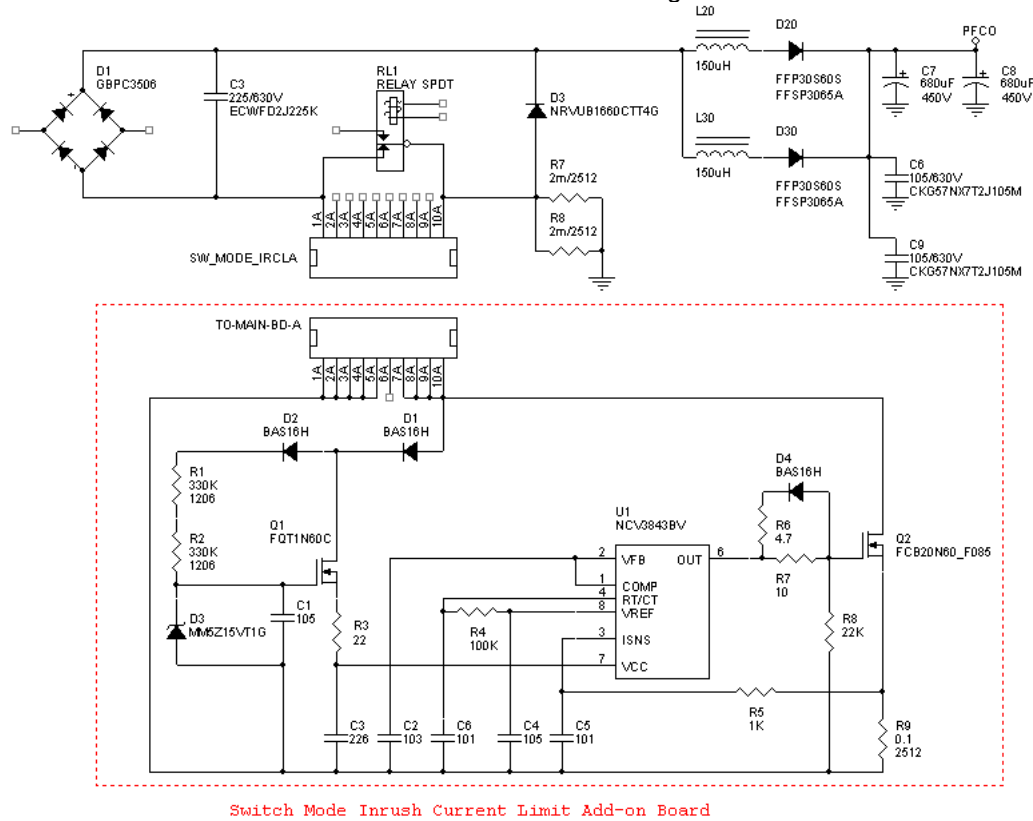 L20
150uH
D20
FFP30S60S
FFSP3065A
PFCO
D1
GBPC3506
+
-
C3
225/630V
ECWFD2J225K
RL1
RELAY SPDT
D3
NRVUB1660CTT4G
C7
680uF
450V
+
C8
680uF
450V
+
L30
150uH
D30
FFP30S60S
FFSP3065A
R7
2m/2512
R8
2m/2512
C6
105/630V
CKG57NX7T2J105M
C9
105/630V
CKG57NX7T2J105M
1A 2A 3A 4A 5A 6A 7A 8A 9A 10A
SW_MODE_IRCLA
TO-MAIN-BD-A
1A 2A 3A 4A 5A 6A 7A 8A 9A 10A
D2
BAS16H
D1
BAS16H
R1
330K
1206
R2
330K
1206
Q1
FQT1N60C
D3
MM5Z15VT1G
C1
105
R3
22
U1
NCV3843BV
2 VFB OUT 6
1 COMP
4 RT/CT
8 VREF
3 ISNS
7 VCC
R4
100K
D4
BAS16H
R6
4.7
R7
10
Q2
FCB20N60_F085
R8
22K
R5
1K
R9
0.1
2512
C3
226
C2
103
C6
101
C4
105
C5
101
Switch Mode Inrush Current Limit Add-on Board